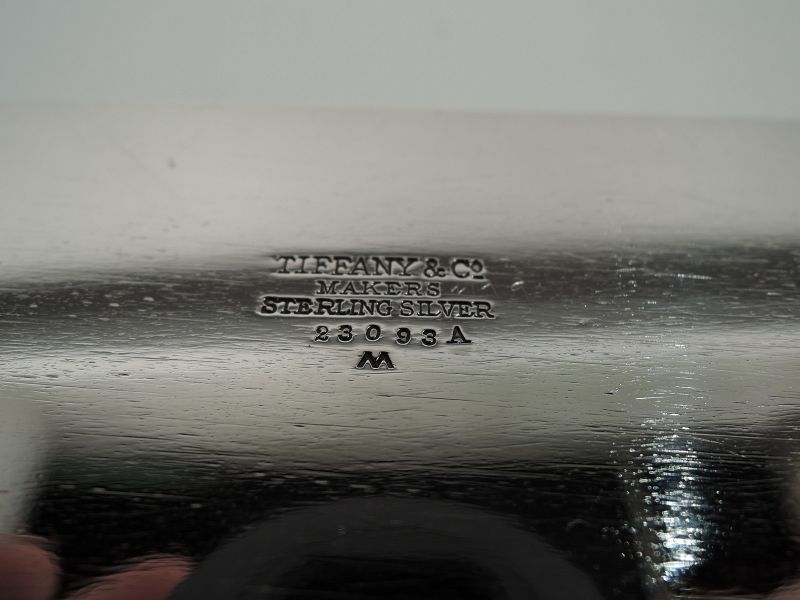 TIFFANY & Co
MAKERS
STERLING SILVER
23093A
M